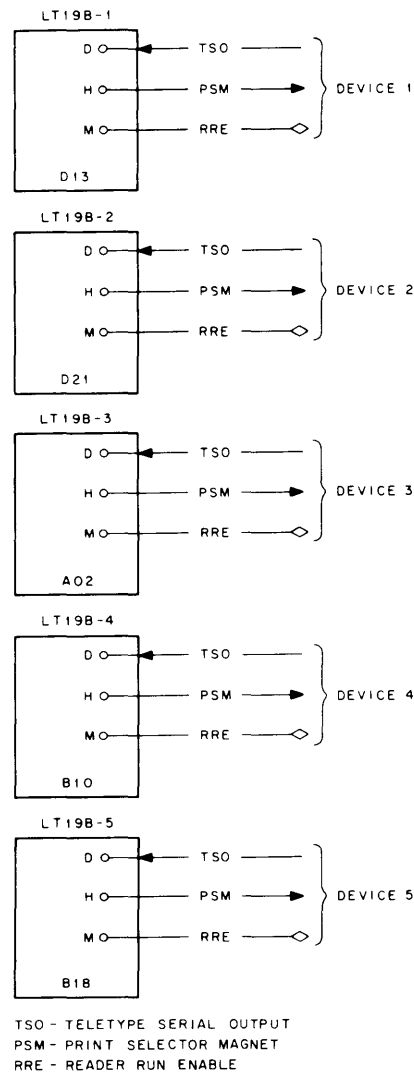 LT19B-1
D TSO
H PSM DEVICE 1
M RRE
D13
LT19B-2
D TSO
H PSM DEVICE 2
M RRE
D21
LT19B-3
D TSO
H PSM DEVICE 3
M RRE
A02
LT19B-4
D TSO
H PSM DEVICE 4
M RRE
B10
LT19B-5
D TSO
H PSM DEVICE 5
M RRE
B18
TSO - TELETYPE SERIAL OUTPUT
PSM - PRINT SELECTOR MAGNET
RRE - READER RUN ENABLE